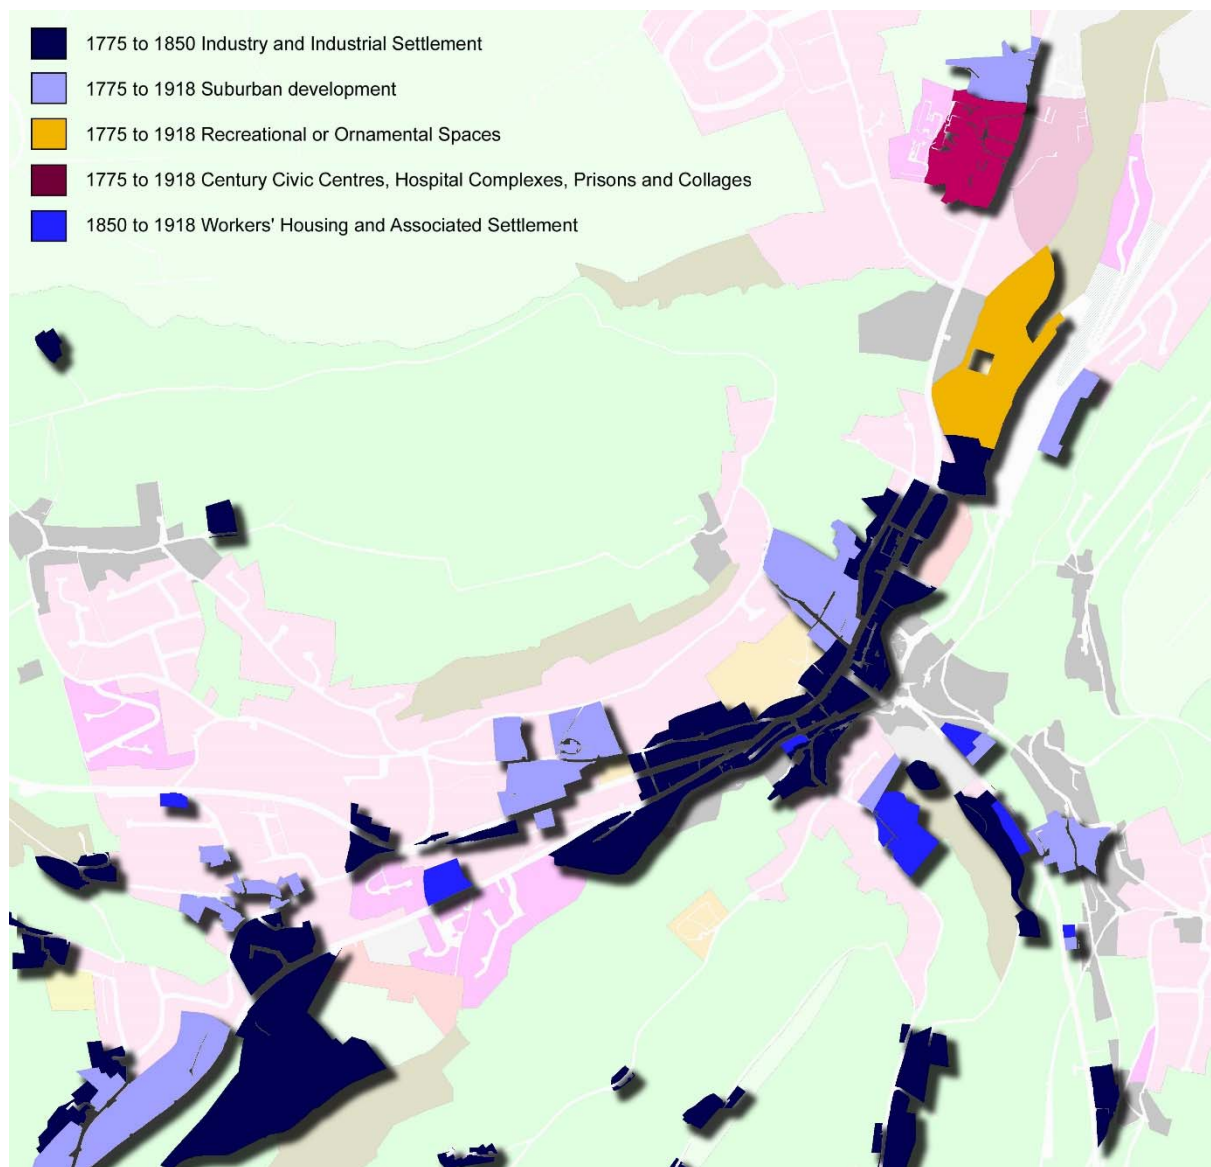 1775 to 1850 Industry and Industrial Settlement
1775 to 1918 Suburban development
1775 to 1918 Recreational or Ornamental Spaces
1775 to 1918 Century Civic Centres, Hospital Complexes, Prisons and Collages
1850 to 1918 Workers' Housing and Associated Settlement